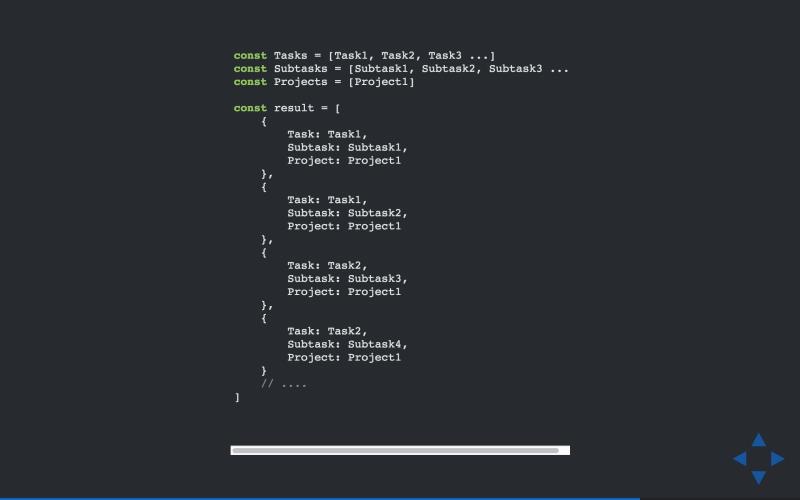 const Tasks = [Task1, Task2, Task3 ...]
const Subtasks = [Subtask1, Subtask2, Subtask3 ...
const Projects = [Project1]

const result = [
    {
        Task: Task1,
        Subtask: Subtask1,
        Project: Project1
    },
    {
        Task: Task1,
        Subtask: Subtask2,
        Project: Project1
    },
    {
        Task: Task2,
        Subtask: Subtask3,
        Project: Project1
    },
    {
        Task: Task2,
        Subtask: Subtask4,
        Project: Project1
    }
    // ....
]